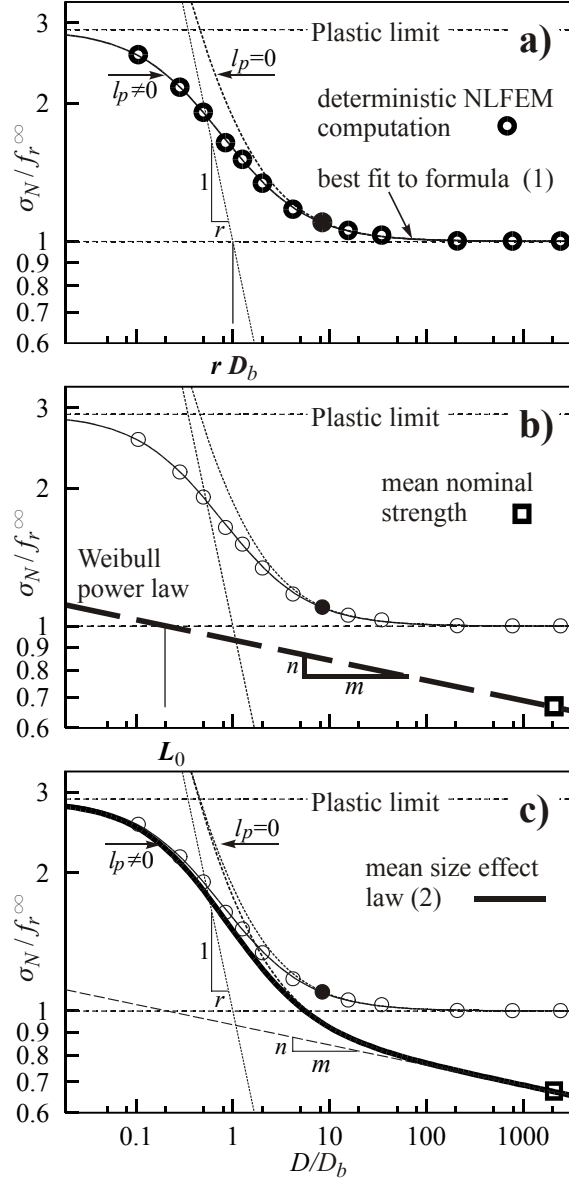 3
Plastic limit
a)
l_p=0
l_p≠0
2
deterministic NLFEM
computation
σ_N / f_r^∞
1
best fit to formula (1)
r
1
0.9
0.8
0.7
0.6
r D_b
3
Plastic limit
b)
2
mean nominal
strength
σ_N / f_r^∞
Weibull
power law
1
0.9
n
0.8
m
0.7
0.6
L_0
3
Plastic limit
c)
l_p=0
l_p≠0
2
mean size effect
law (2)
σ_N / f_r^∞
1
r
1
0.9
n
0.8
m
0.7
0.6
0.1 1 10 100 1000
D/D_b